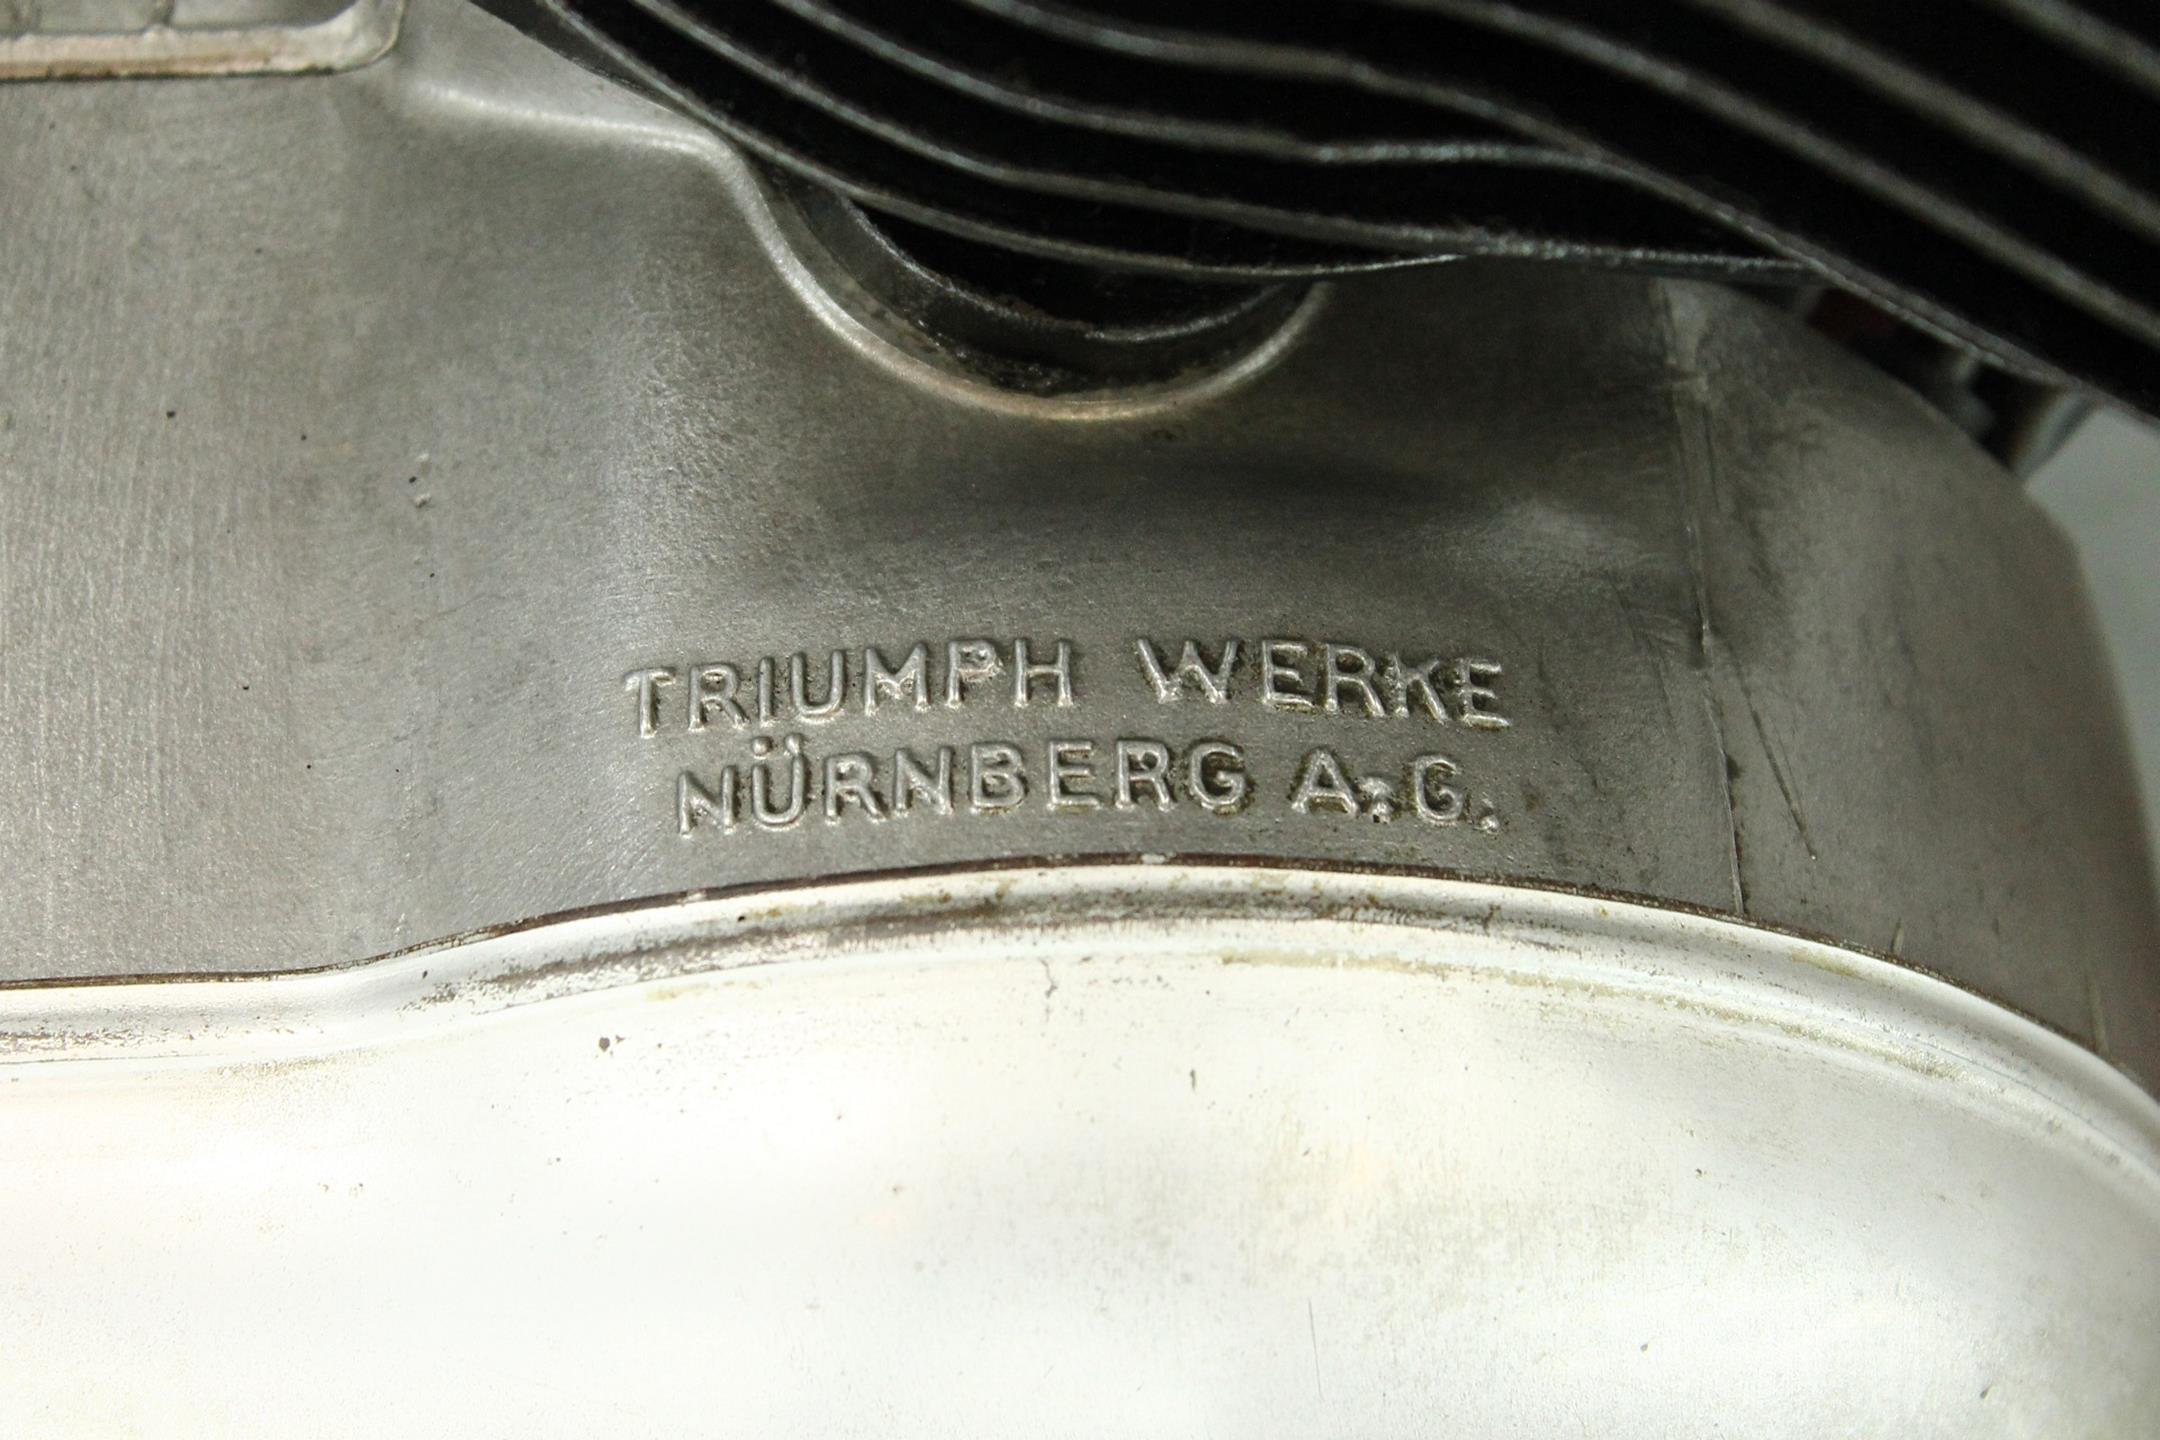 TRIUMPH WERKE
NÜRNBERG A.G.